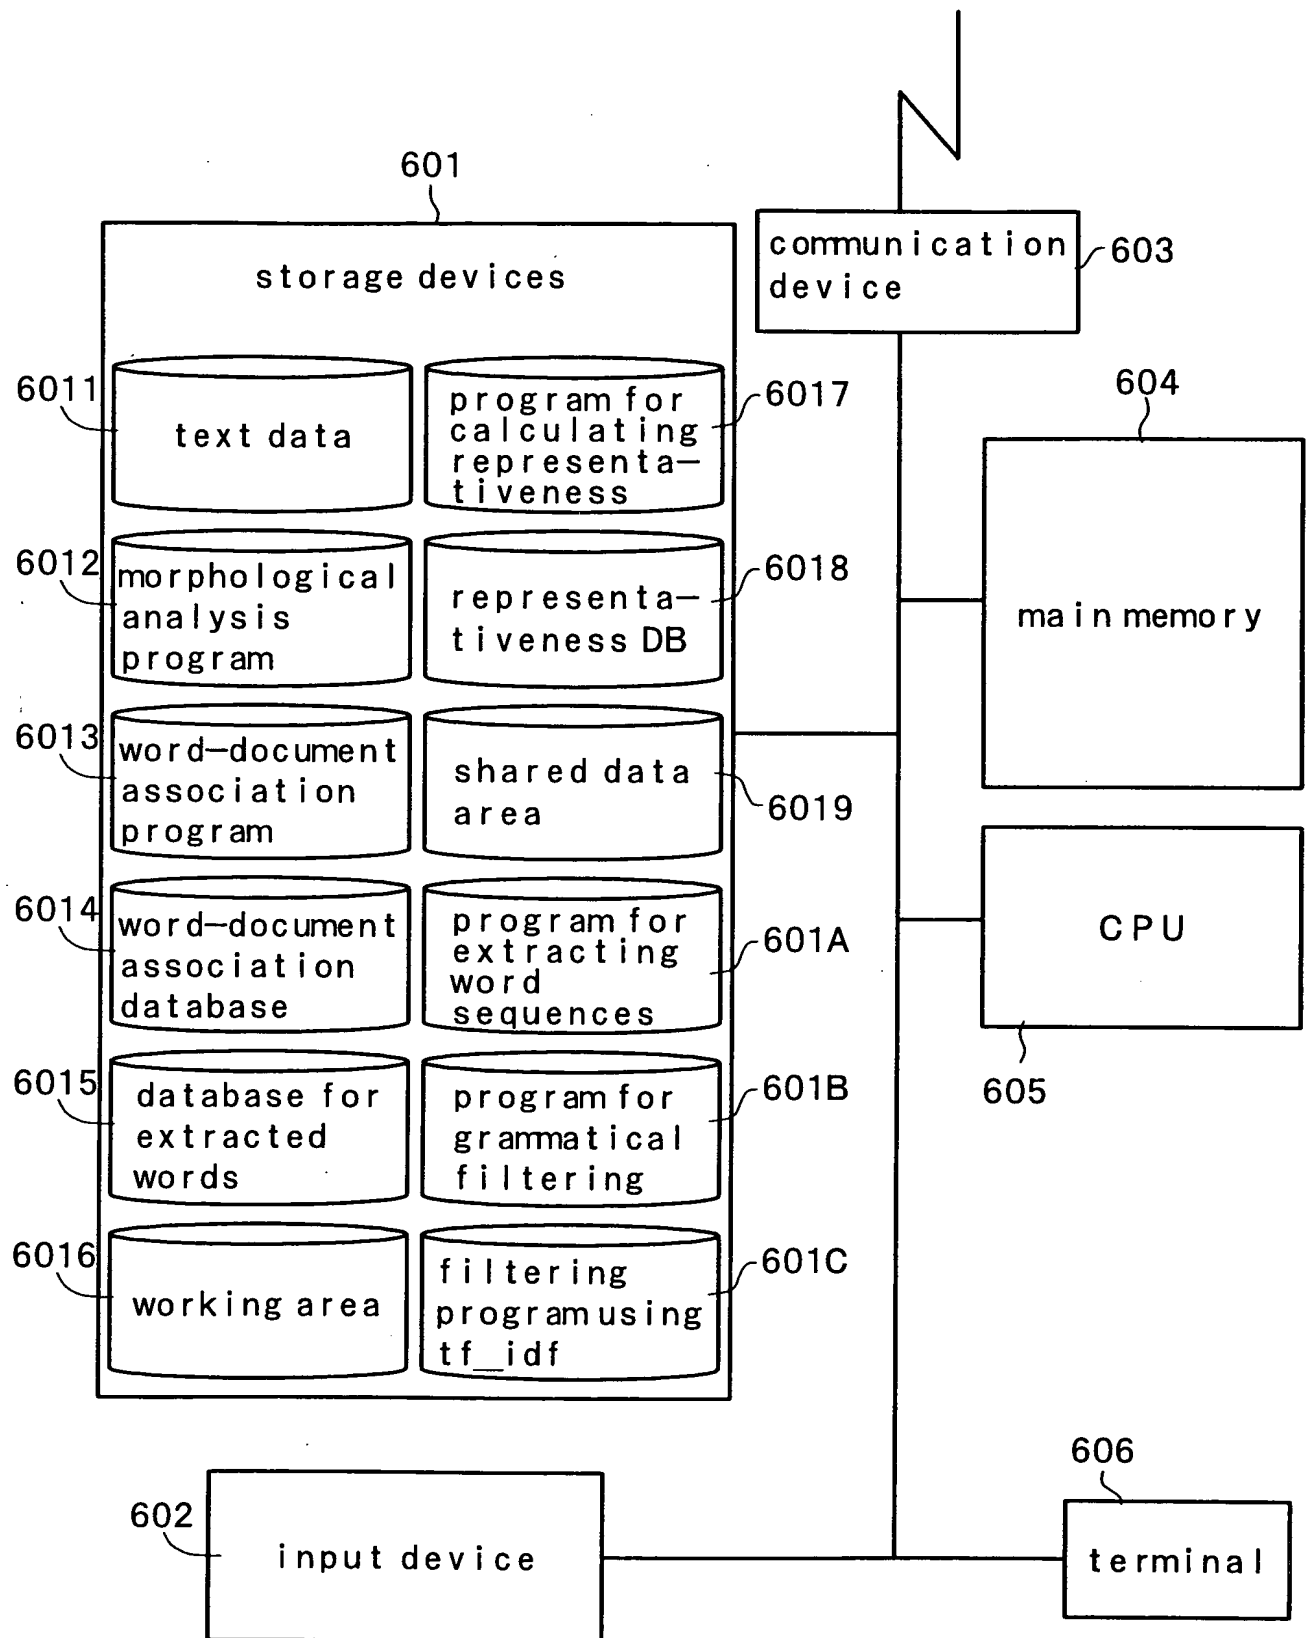 601
storage devices
communication
device
603
6011
text data
program for
calculating
representa-
tiveness
6017
604
main memory
6012
morphological
analysis
program
representa-
tiveness DB
6018
6013
word-document
association
program
shared data
area
6019
6014
word-document
association
database
program for
extracting
word
sequences
601A
CPU
605
6015
database for
extracted
words
program for
grammatical
filtering
601B
6016
working area
filtering
program using
tf_idf
601C
602
input device
606
terminal